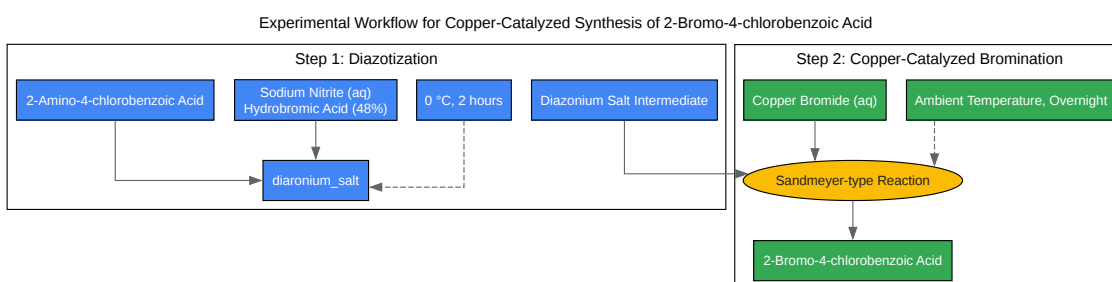 Experimental Workflow for Copper-Catalyzed Synthesis of 2-Bromo-4-chlorobenzoic Acid
Step 1: Diazotization
2-Amino-4-chlorobenzoic Acid
Sodium Nitrite (aq)
Hydrobromic Acid (48%)
0 °C, 2 hours
Diazonium Salt Intermediate
diaronium_salt
Step 2: Copper-Catalyzed Bromination
Copper Bromide (aq)
Ambient Temperature, Overnight
Sandmeyer-type Reaction
2-Bromo-4-chlorobenzoic Acid